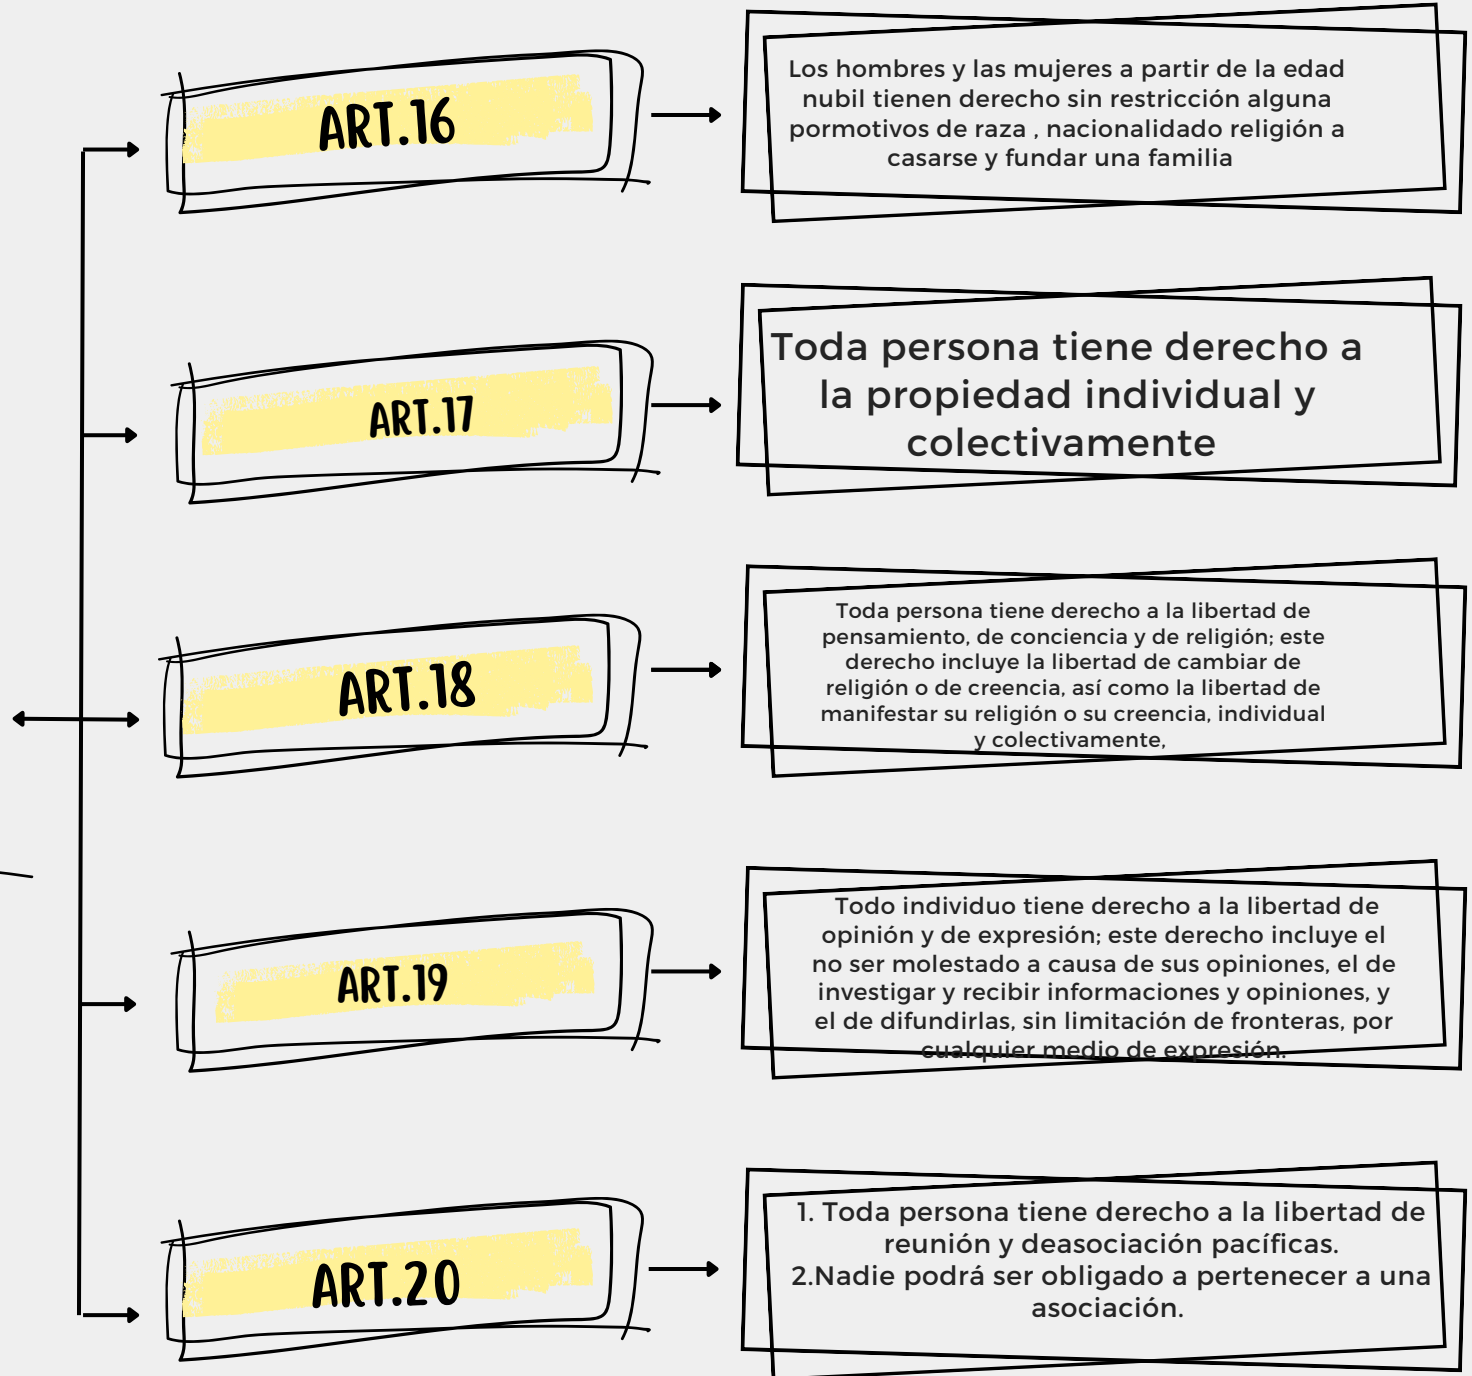 ART.16
Los hombres y las mujeres a partir de la edad
nubil tienen derecho sin restricción alguna
pormotivos de raza , nacionalidado religión a
casarse y fundar una familia
ART.17
Toda persona tiene derecho a
la propiedad individual y
colectivamente
ART.18
Toda persona tiene derecho a la libertad de
pensamiento, de conciencia y de religión; este
derecho incluye la libertad de cambiar de
religión o de creencia, así como la libertad de
manifestar su religión o su creencia, individual
y colectivamente,
ART.19
Todo individuo tiene derecho a la libertad de
opinión y de expresión; este derecho incluye el
no ser molestado a causa de sus opiniones, el de
investigar y recibir informaciones y opiniones, y
el de difundirlas, sin limitación de fronteras, por
cualquier medio de expresión.
ART.20
1. Toda persona tiene derecho a la libertad de
reunión y deasociación pacíficas.
2.Nadie podrá ser obligado a pertenecer a una
asociación.